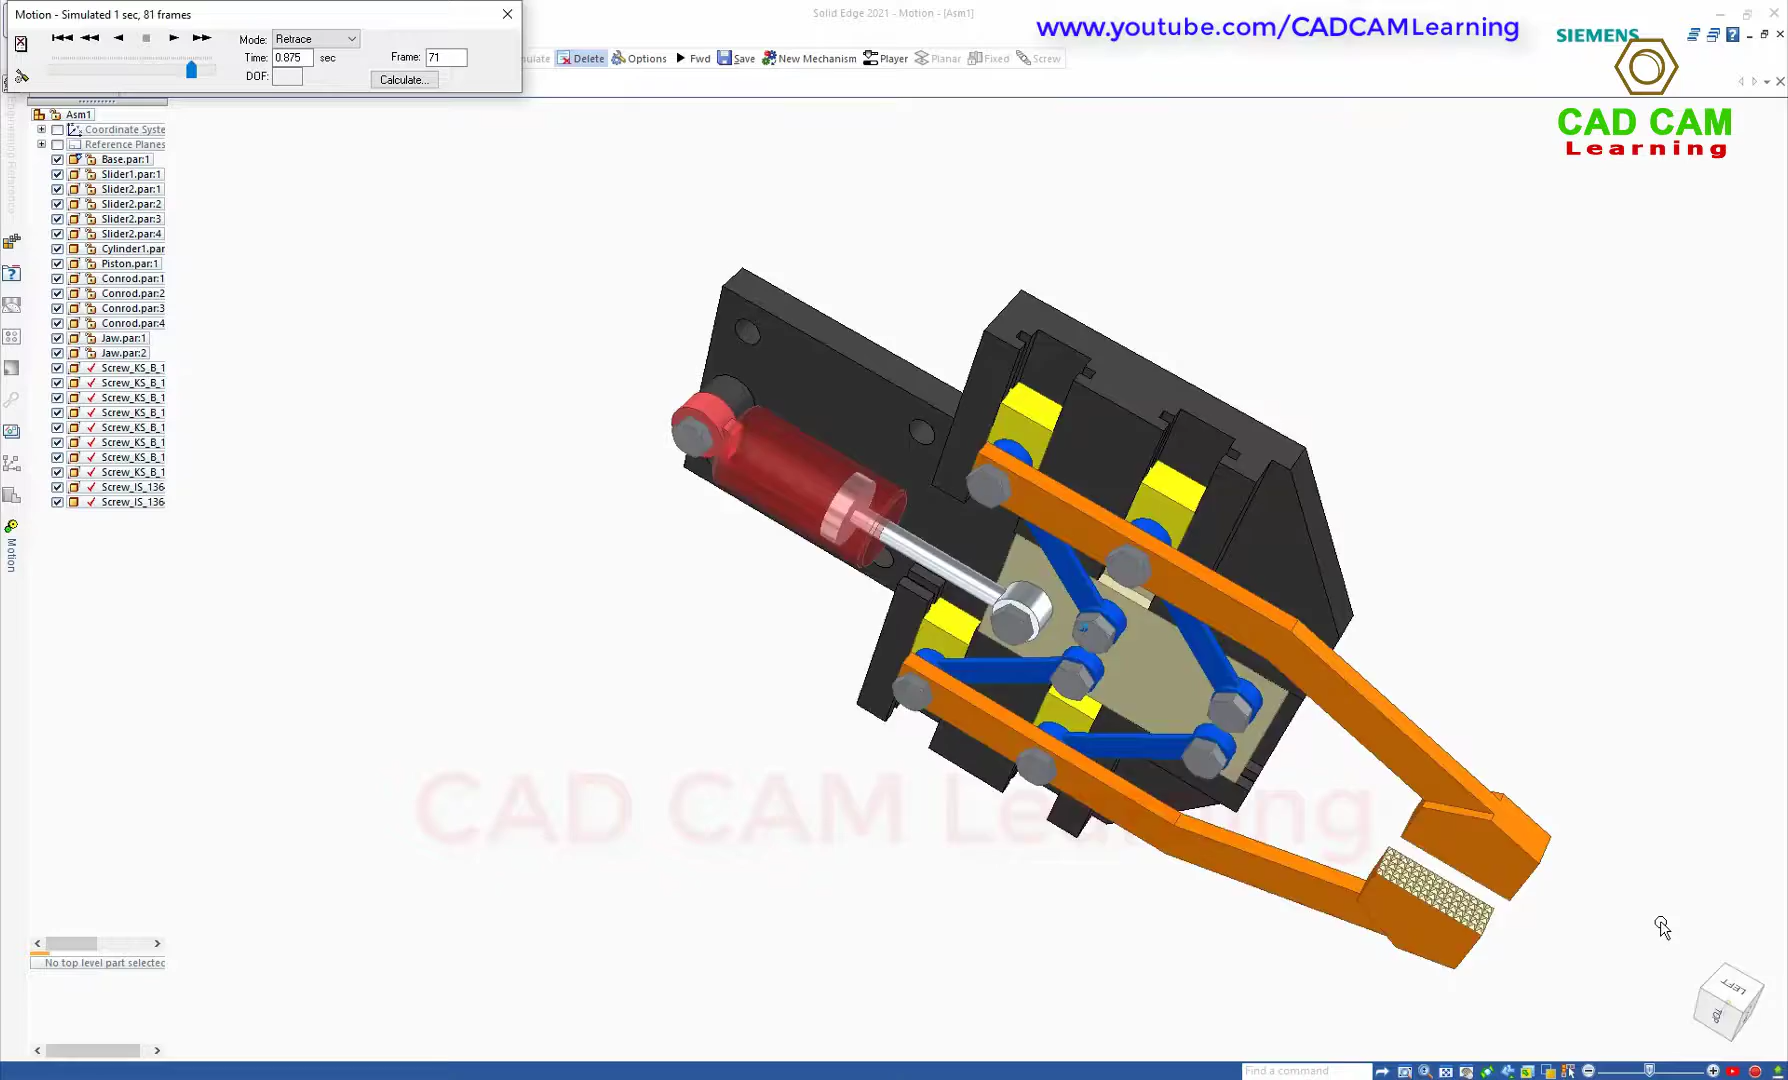 Motion - Simulated 1 sec, 81 frames
Solid Edge 2021 - Motion - [Asm1]
www.youtube.com/CADCAMLearning
SIEMENS
Mode: Retrace
Time: 0.875 sec
Frame: 71
DOF:
Calculate...
Delete
Options
Fwd
Save
New Mechanism
Player
Planar
Fixed
Screw
CAD CAM
Learning
Asm1
Coordinate Syste
Reference Planes
Base.par:1
Slider1.par:1
Slider2.par:1
Slider2.par:2
Slider2.par:3
Slider2.par:4
Cylinder1.par
Piston.par:1
Conrod.par:1
Conrod.par:2
Conrod.par:3
Conrod.par:4
Jaw.par:1
Jaw.par:2
Screw_KS_B_1
Screw_KS_B_1
Screw_KS_B_1
Screw_KS_B_1
Screw_KS_B_1
Screw_KS_B_1
Screw_KS_B_1
Screw_KS_B_1
Screw_IS_136
Screw_IS_136
Motion
CAD CAM Learning
No top level part selected
LEFT
TOP
Find a command